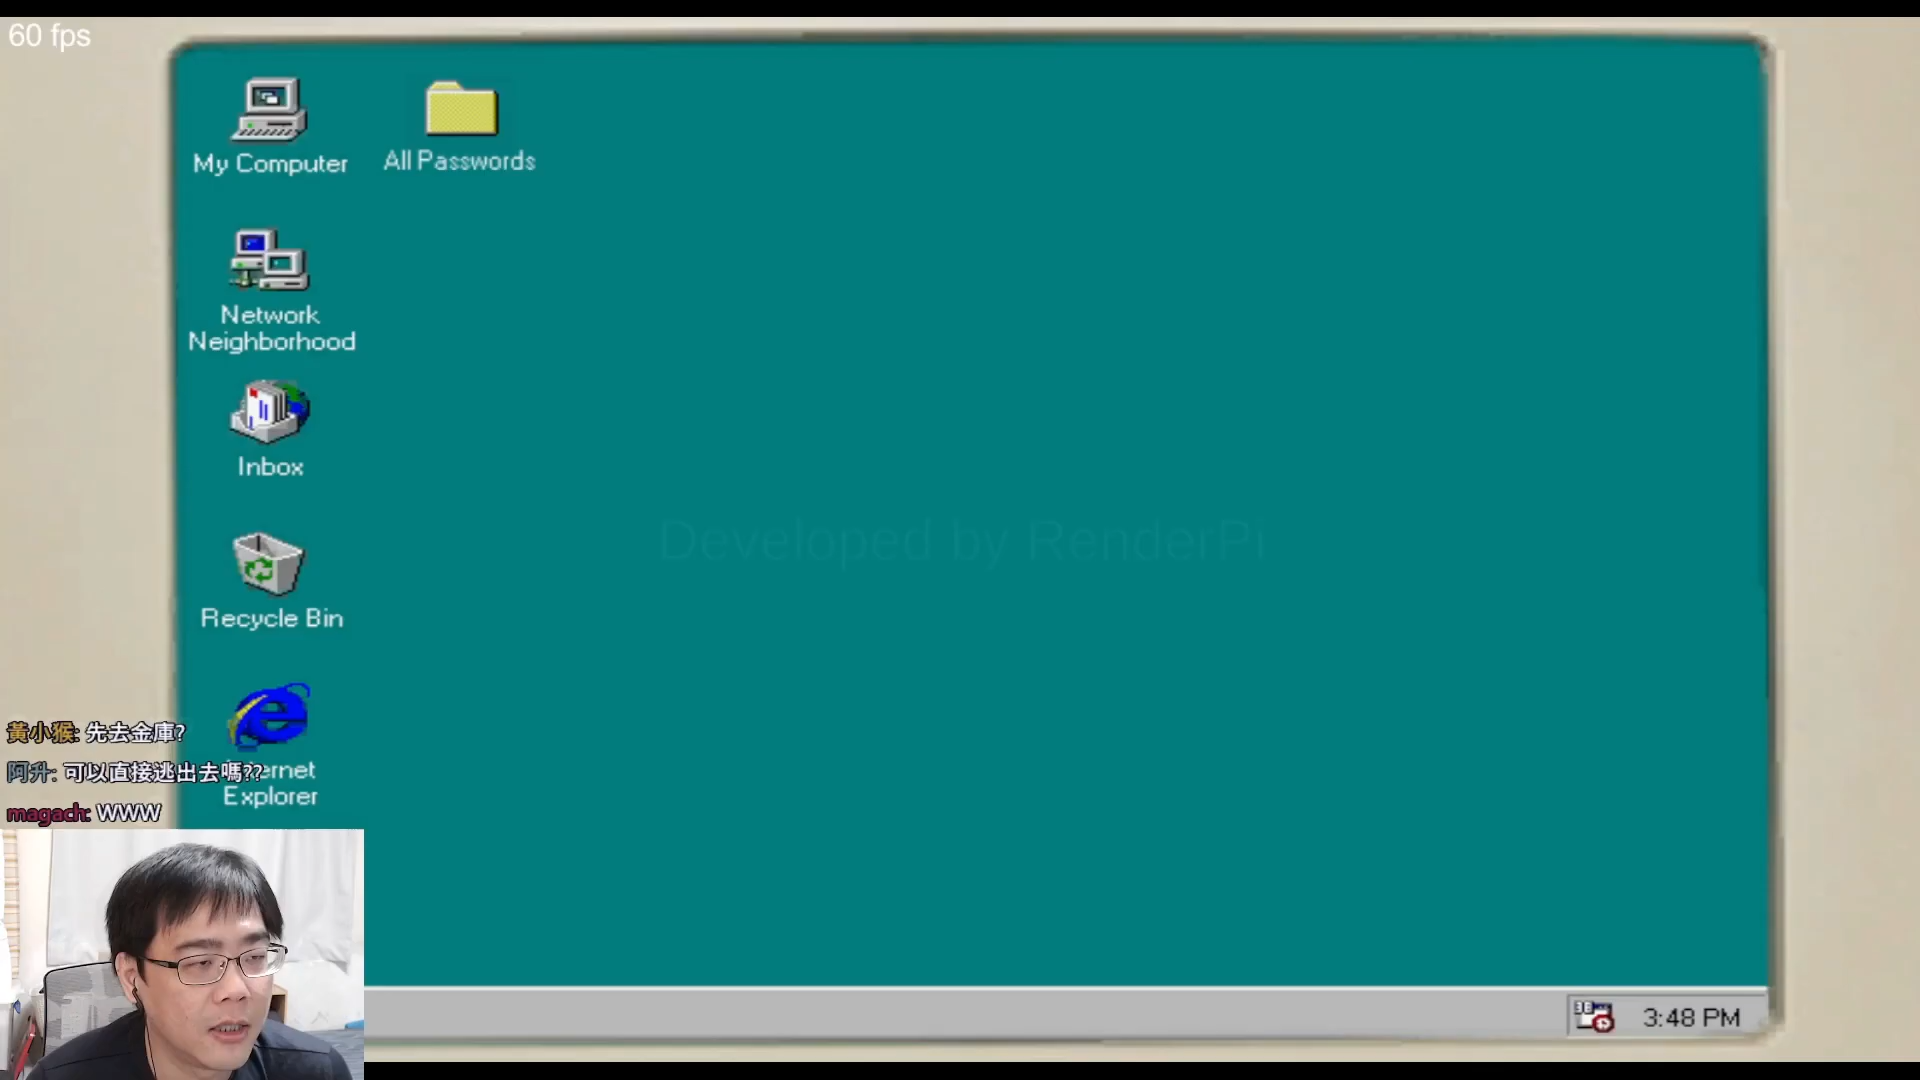 60 fps
My Computer
All Passwords
Network
Neighborhood
Inbox
Recycle Bin
Developed by RenderPi
Explorer
黃小猴: 先去金庫?
阿升: 可以直接逃出去嗎??
magach: WWW
3:48 PM